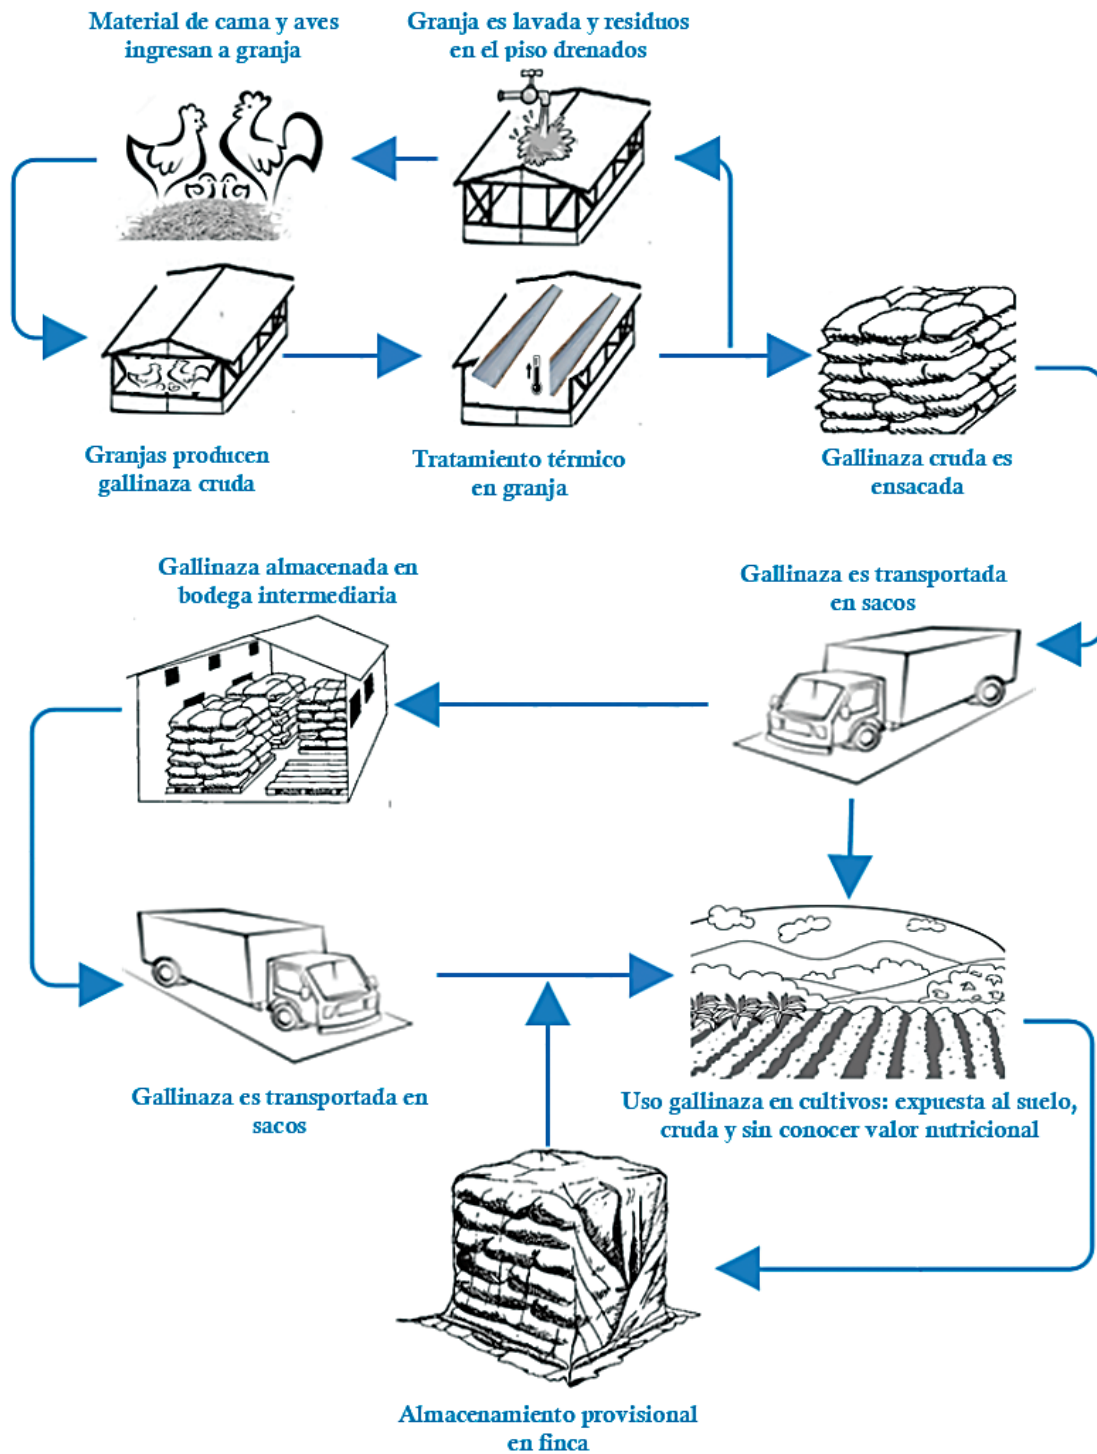 Material de cama y aves
ingresan a granja
Granja es lavada y residuos
en el piso drenados
Granjas producen
gallinaza cruda
Tratamiento térmico
en granja
Gallinaza cruda es
ensacada
Gallinaza almacenada en
bodega intermediaria
Gallinaza es transportada
en sacos
Gallinaza es transportada en
sacos
Uso gallinaza en cultivos: expuesta al suelo,
cruda y sin conocer valor nutricional
Almacenamiento provisional
en finca